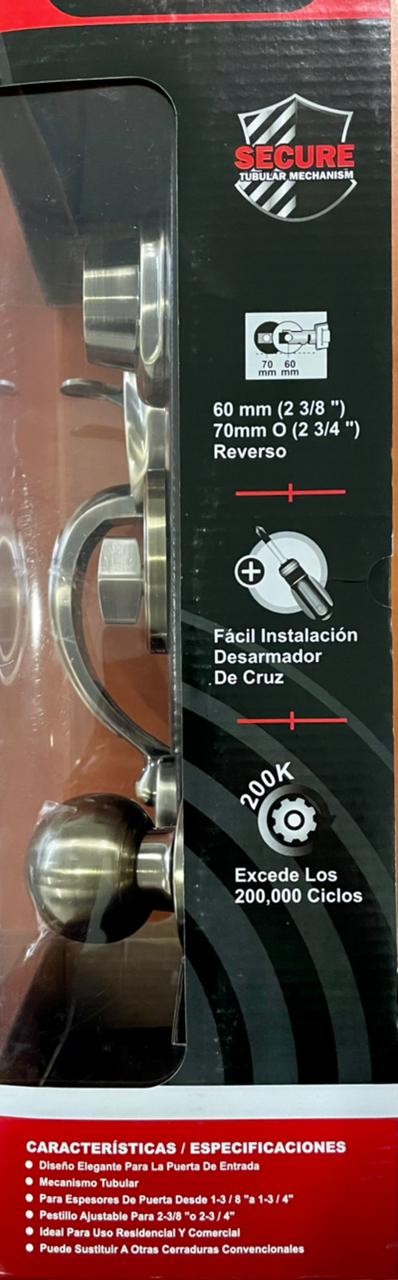 SECURE
TUBULAR MECHANISM
70 60
mm mm
60 mm (2 3/8 ")
70mm O (2 3/4 ")
Reverso
Fácil Instalación
Desarmador
De Cruz
200K
Excede Los
200,000 Ciclos
CARACTERÍSTICAS / ESPECIFICACIONES
● Diseño Elegante Para La Puerta De Entrada
● Mecanismo Tubular
● Para Espesores De Puerta Desde 1-3 / 8 "a 1-3 / 4"
● Pestillo Ajustable Para 2-3/8 "o 2-3 / 4"
● Ideal Para Uso Residencial Y Comercial
● Puede Sustituir A Otras Cerraduras Convencionales